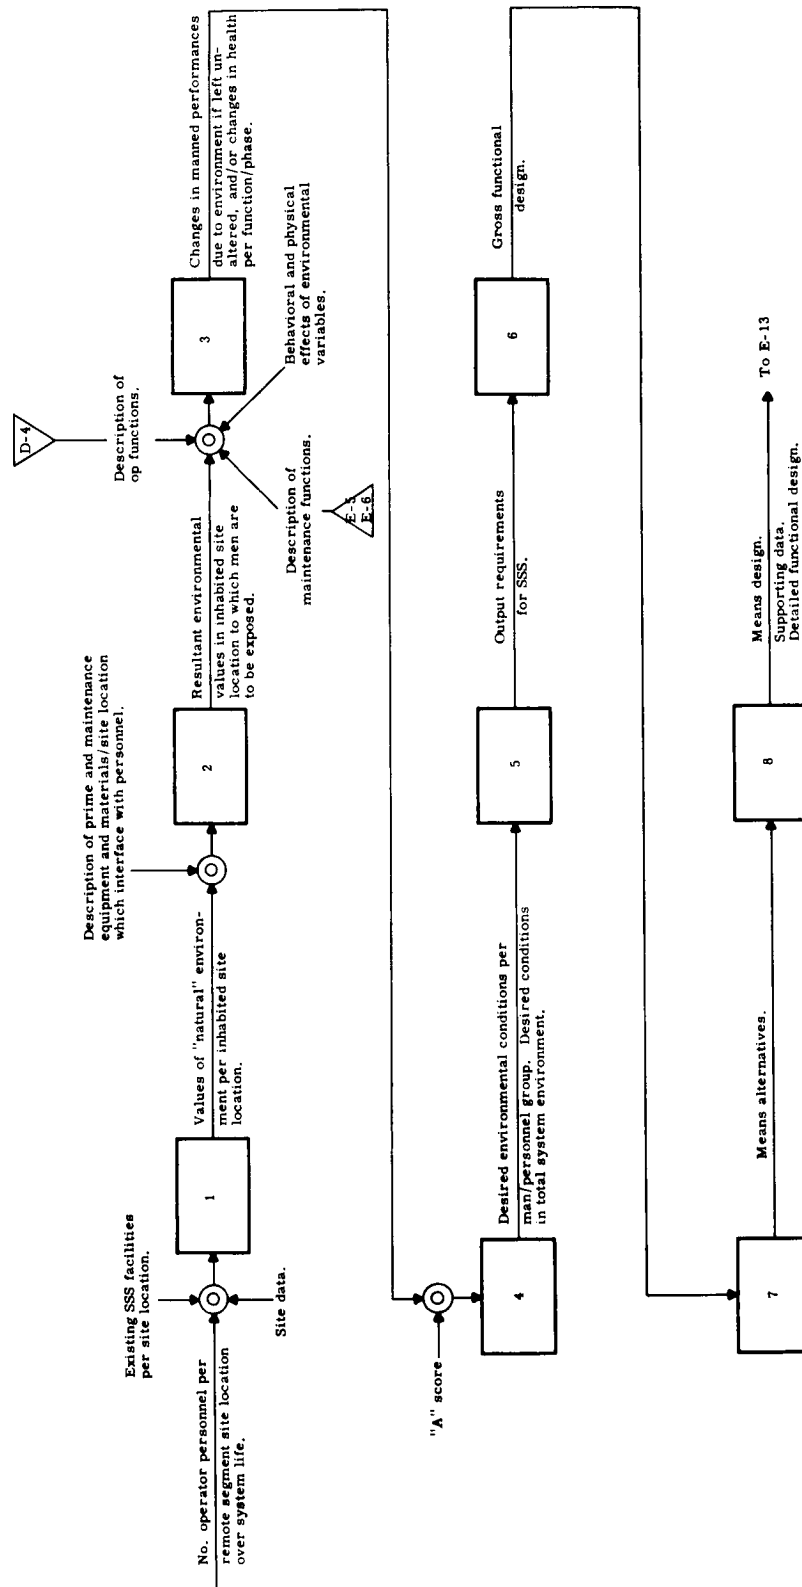 No. operator personnel per
remote segment site location
over system life.
Existing SSS facilities
per site location.
Site data.
1
Values of "natural" environ-
ment per inhabited site
location.
Description of prime and maintenance
equipment and materials/site location
which interface with personnel.
2
Resultant environmental
values in inhabited site
location to which men are
to be exposed.
D-4
Description of
op functions.
Description of
maintenance functions.
E-5
E-6
Behavioral and physical
effects of environmental
variables.
3
Changes in manned performances
due to environment if left un-
altered, and/or changes in health
per function/phase.
"A" score
4
Desired environmental conditions per
man/personnel group. Desired conditions
in total system environment.
5
Output requirements
for SSS.
6
Gross functional
design.
7
Means alternatives.
8
Means design.
Supporting data.
Detailed functional design.
To E-13